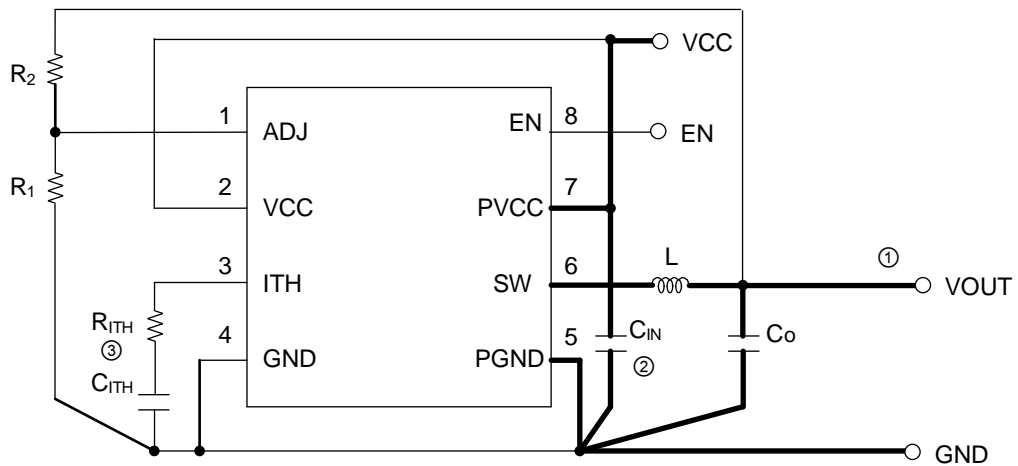 VCC
R2
1
ADJ
EN
8
EN
R1
2
VCC
7
PVCC
L
①
3
ITH
6
SW
VOUT
RITH
③
CIN
②
Co
4
GND
5
PGND
CITH
GND